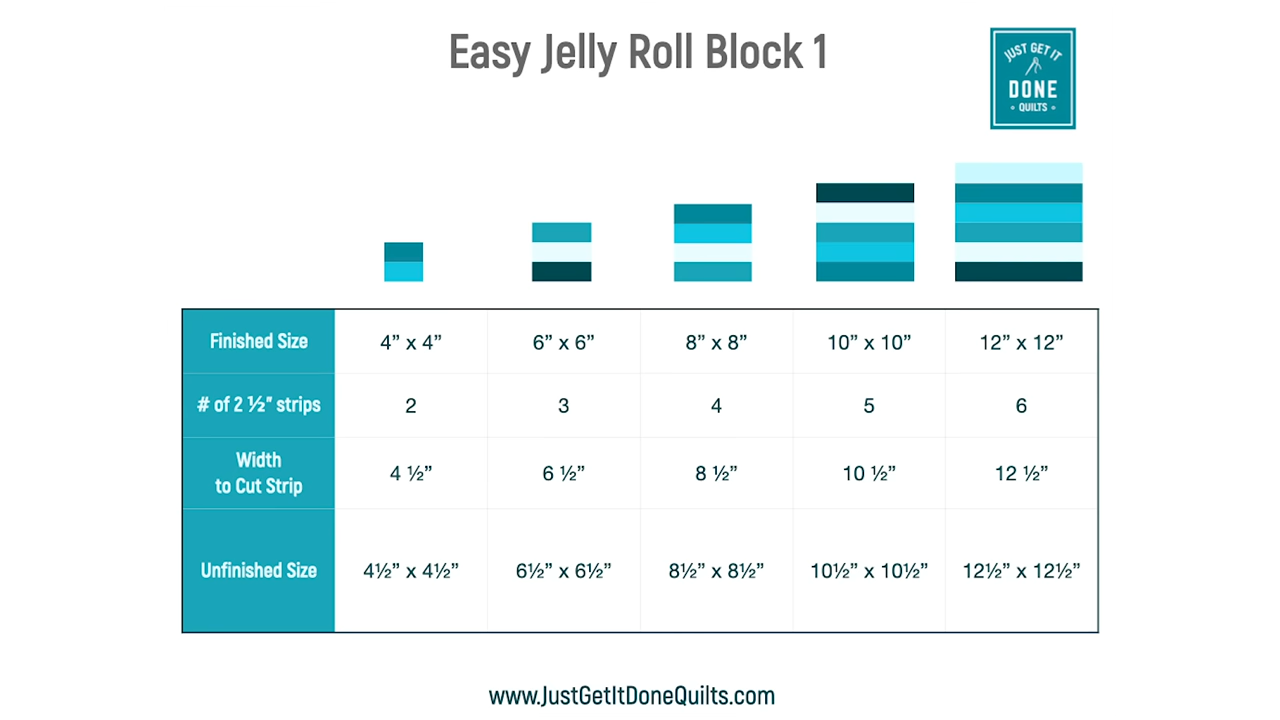 Easy Jelly Roll Block 1
JUST GET IT
DONE
QUILTS
Finished Size 4” x 4” 6” x 6” 8” x 8” 10” x 10” 12” x 12”
# of 2 ½” strips 2 3 4 5 6
Width
to Cut Strip 4 ½” 6 ½” 8 ½” 10 ½” 12 ½”
Unfinished Size 4½” x 4½” 6½” x 6½” 8½” x 8½” 10½” x 10½” 12½” x 12½”
www.JustGetItDoneQuilts.com